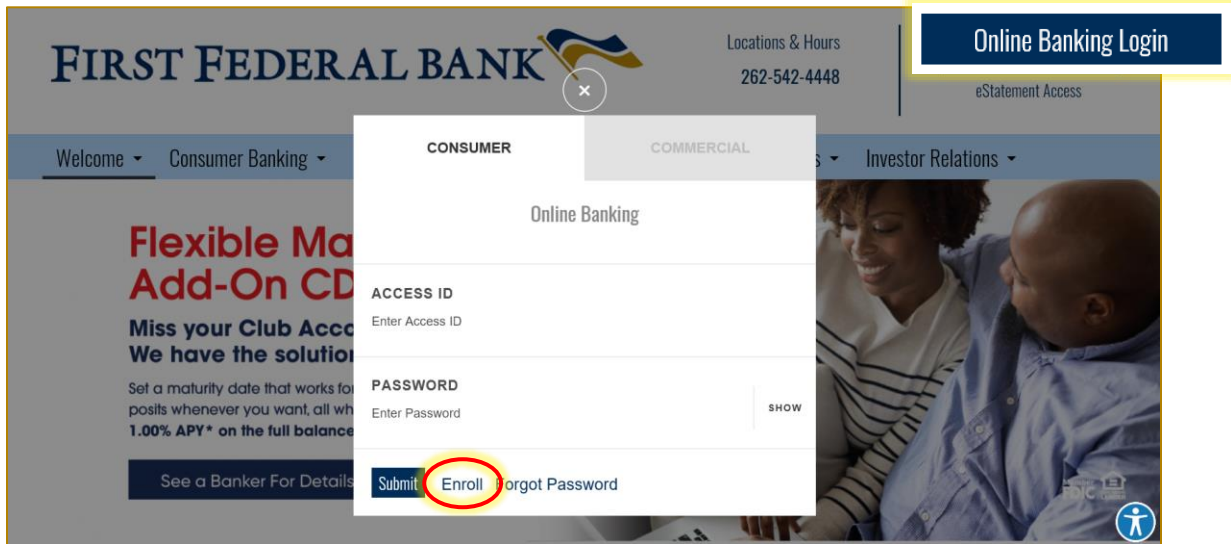 FIRST FEDERAL BANK
Locations & Hours
262-542-4448
Online Banking Login
eStatement Access
Welcome
Consumer Banking
Investor Relations
CONSUMER
COMMERCIAL
Online Banking
ACCESS ID
Enter Access ID
PASSWORD
Enter Password
SHOW
Submit
Enroll
Forgot Password
Flexible Ma
Add-On CD
Miss your Club Acco
We have the solution
Set a maturity date that works for
posits whenever you want, all wh
1.00% APY* on the full balance
See a Banker For Details
FDIC